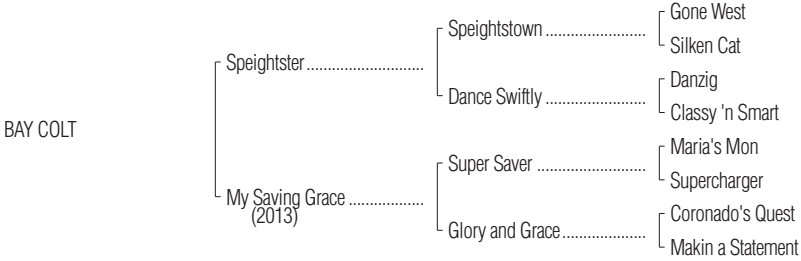 Gone West
Speightstown ........................
Silken Cat
Speightster ............................
Danzig
Dance Swiftly ........................
Classy 'n Smart
BAY COLT
Maria's Mon
Super Saver ..........................
Supercharger
My Saving Grace ..................
(2013)
Coronado's Quest
Glory and Grace....................
Makin a Statement